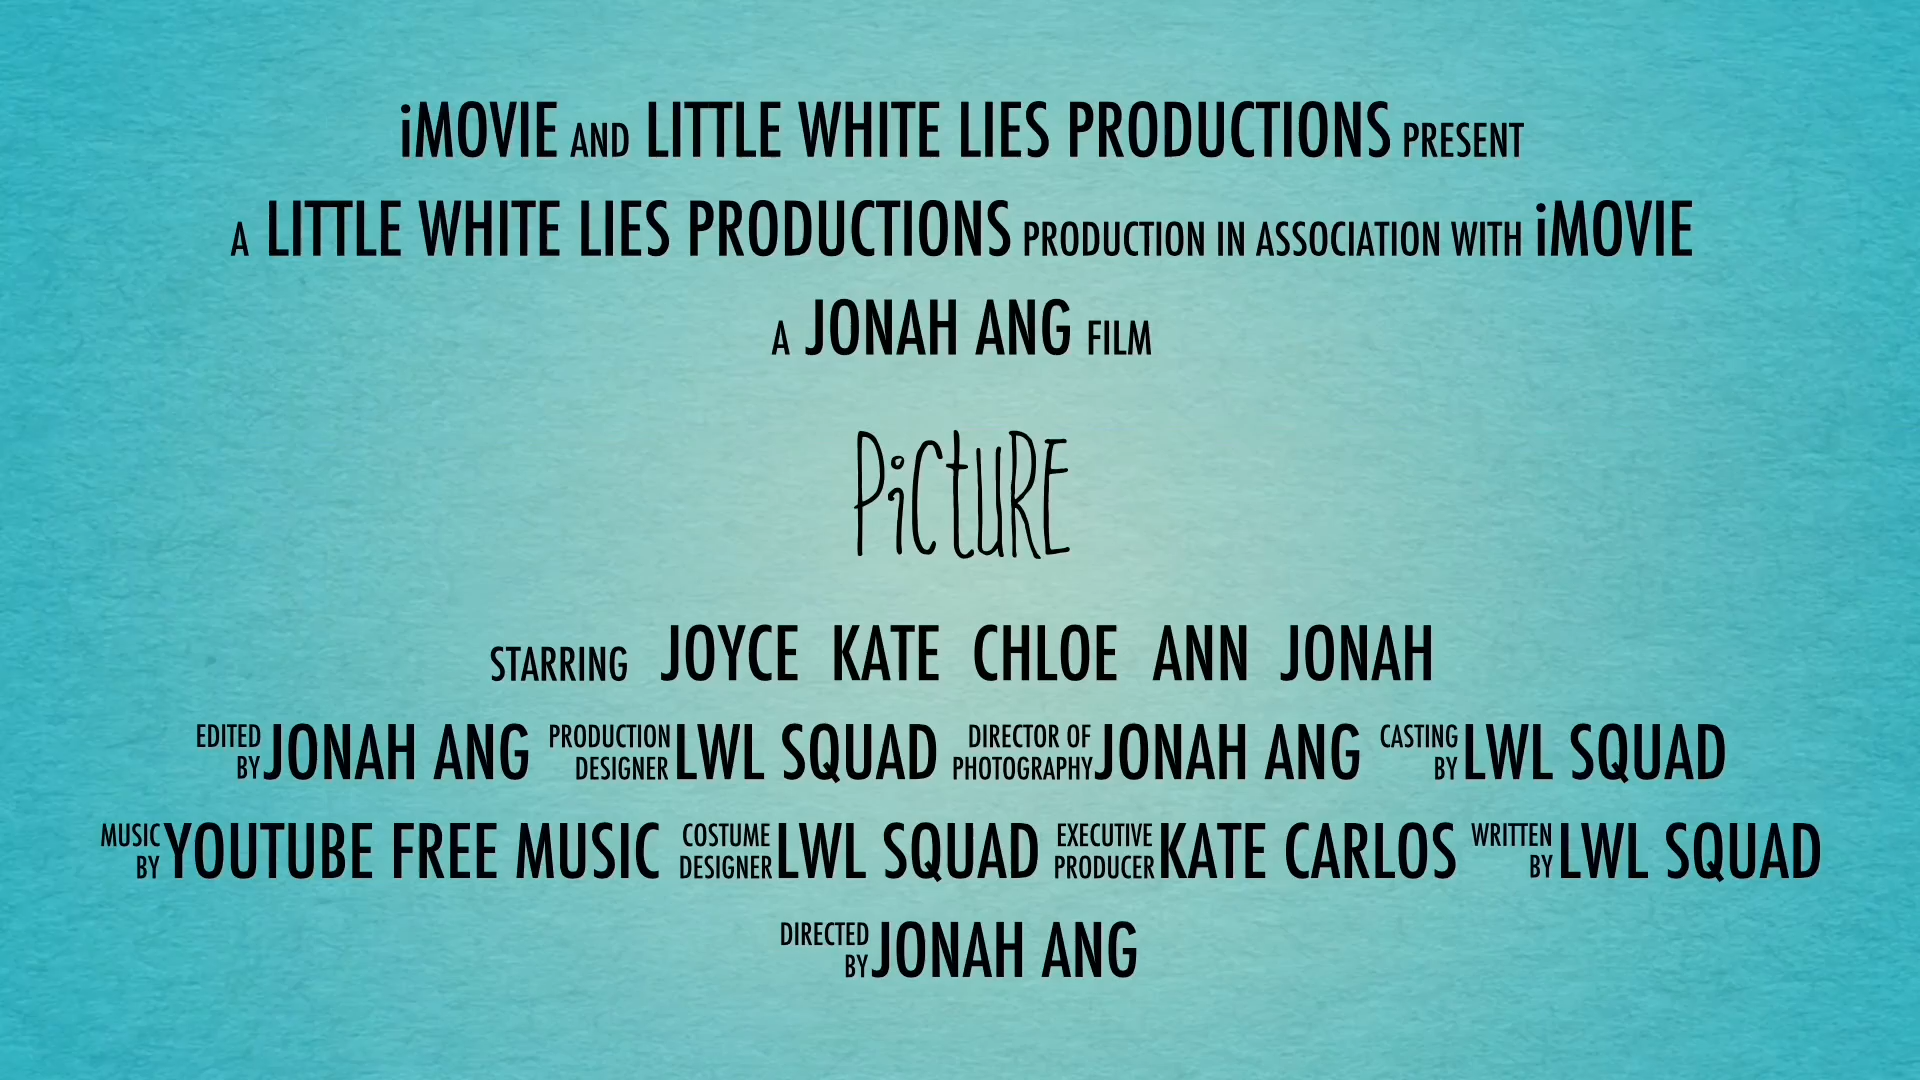 iMOVIE AND LITTLE WHITE LIES PRODUCTIONS PRESENT
A LITTLE WHITE LIES PRODUCTIONS PRODUCTION IN ASSOCIATION WITH iMOVIE
A JONAH ANG FILM
PicTURE
STARRING JOYCE KATE CHLOE ANN JONAH
EDITED BY JONAH ANG PRODUCTION DESIGNER LWL SQUAD DIRECTOR OF PHOTOGRAPHY JONAH ANG CASTING BY LWL SQUAD
MUSIC BY YOUTUBE FREE MUSIC COSTUME DESIGNER LWL SQUAD EXECUTIVE PRODUCER KATE CARLOS WRITTEN BY LWL SQUAD
DIRECTED BY JONAH ANG